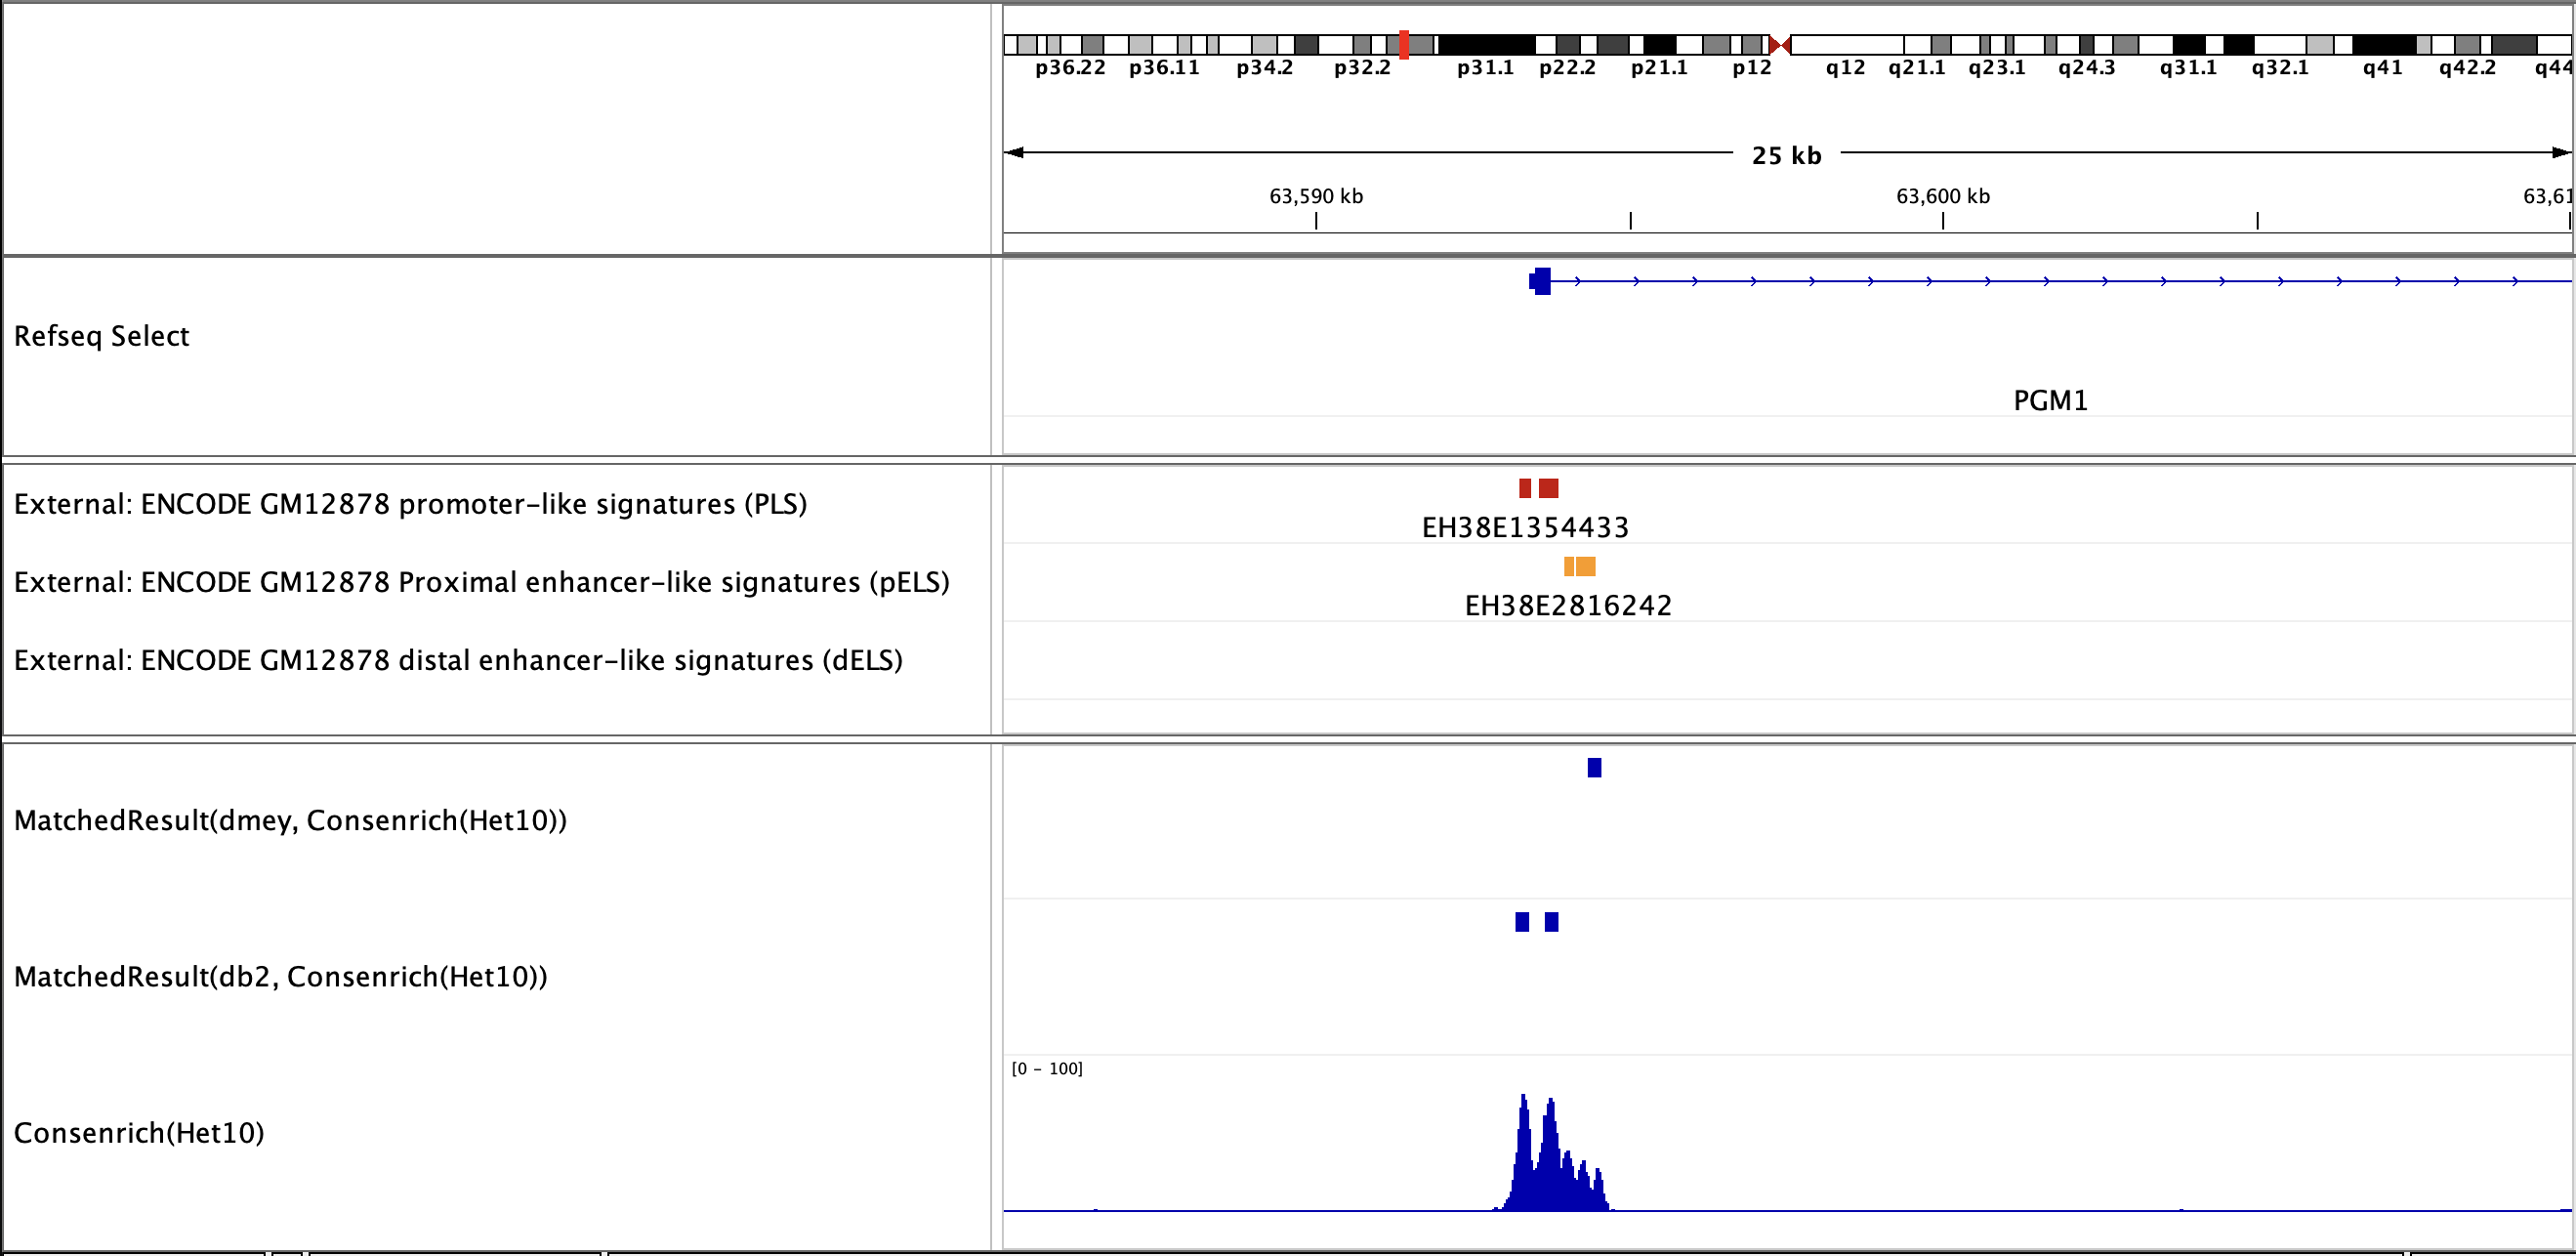 p36.22 p36.11 p34.2 p32.2 p31.1 p22.2 p21.1 p12 q12 q21.1 q23.1 q24.3 q31.1 q32.1 q41 q42.2 q44
25 kb
63,590 kb 63,600 kb 63,61
Refseq Select
PGM1
External: ENCODE GM12878 promoter-like signatures (PLS)
EH38E1354433
External: ENCODE GM12878 Proximal enhancer-like signatures (pELS)
EH38E2816242
External: ENCODE GM12878 distal enhancer-like signatures (dELS)
MatchedResult(dmey, Consenrich(Het10))
MatchedResult(db2, Consenrich(Het10))
[0 - 100]
Consenrich(Het10)